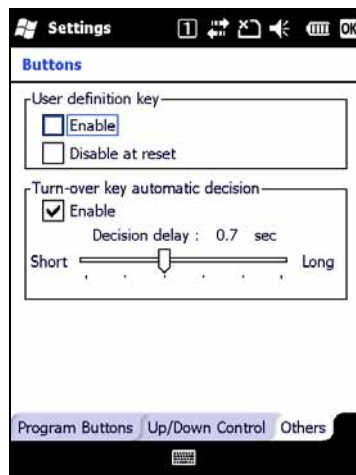 Settings 1 OK
Buttons
User definition key
Enable
Disable at reset
Turn-over key automatic decision
Enable
Decision delay : 0.7 sec
Short Long
Program Buttons Up/Down Control Others